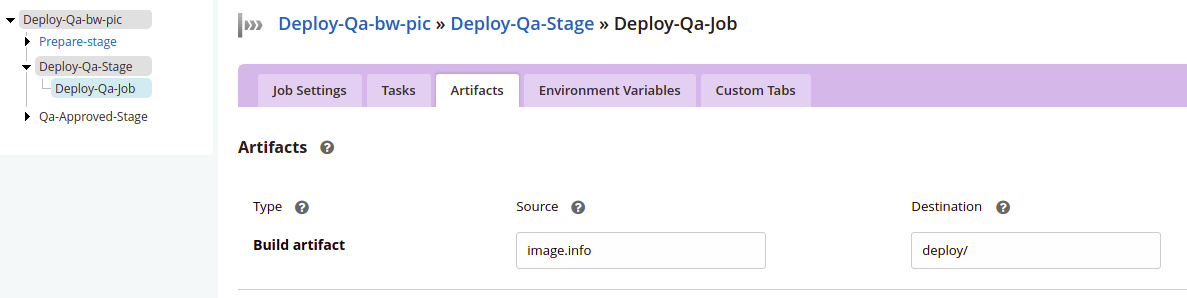 Deploy-Qa-bw-pic
Prepare-stage
Deploy-Qa-Stage
Deploy-Qa-Job
Qa-Approved-Stage
Deploy-Qa-bw-pic » Deploy-Qa-Stage » Deploy-Qa-Job
Job Settings Tasks Artifacts Environment Variables Custom Tabs
Artifacts ?
Type ? Source ? Destination ?
Build artifact image.info deploy/